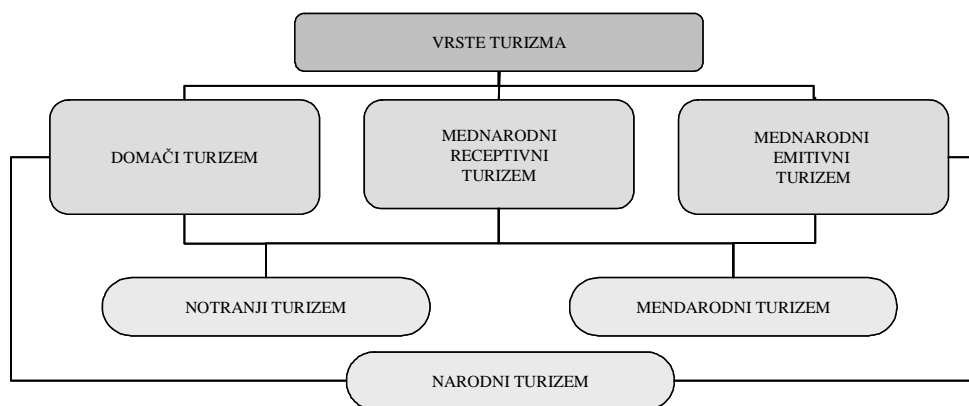 VRSTE TURIZMA
DOMAČI TURIZEM
MEDNARODNI
RECEPTIVNI
TURIZEM
MEDNARODNI
EMITIVNI
TURIZEM
NOTRANJI TURIZEM
MENDARODNI TURIZEM
NARODNI TURIZEM